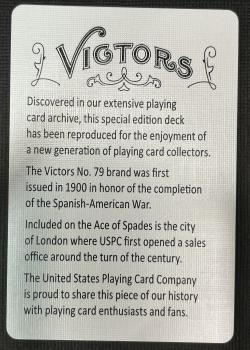 VICTORS
Discovered in our extensive playing
card archive, this special edition deck
has been reproduced for the enjoyment of
a new generation of playing card collectors.
The Victors No. 79 brand was first
issued in 1900 in honor of the completion
of the Spanish-American War.
Included on the Ace of Spades is the city
of London where USPC first opened a sales
office around the turn of the century.
The United States Playing Card Company
is proud to share this piece of our history
with playing card enthusiasts and fans.